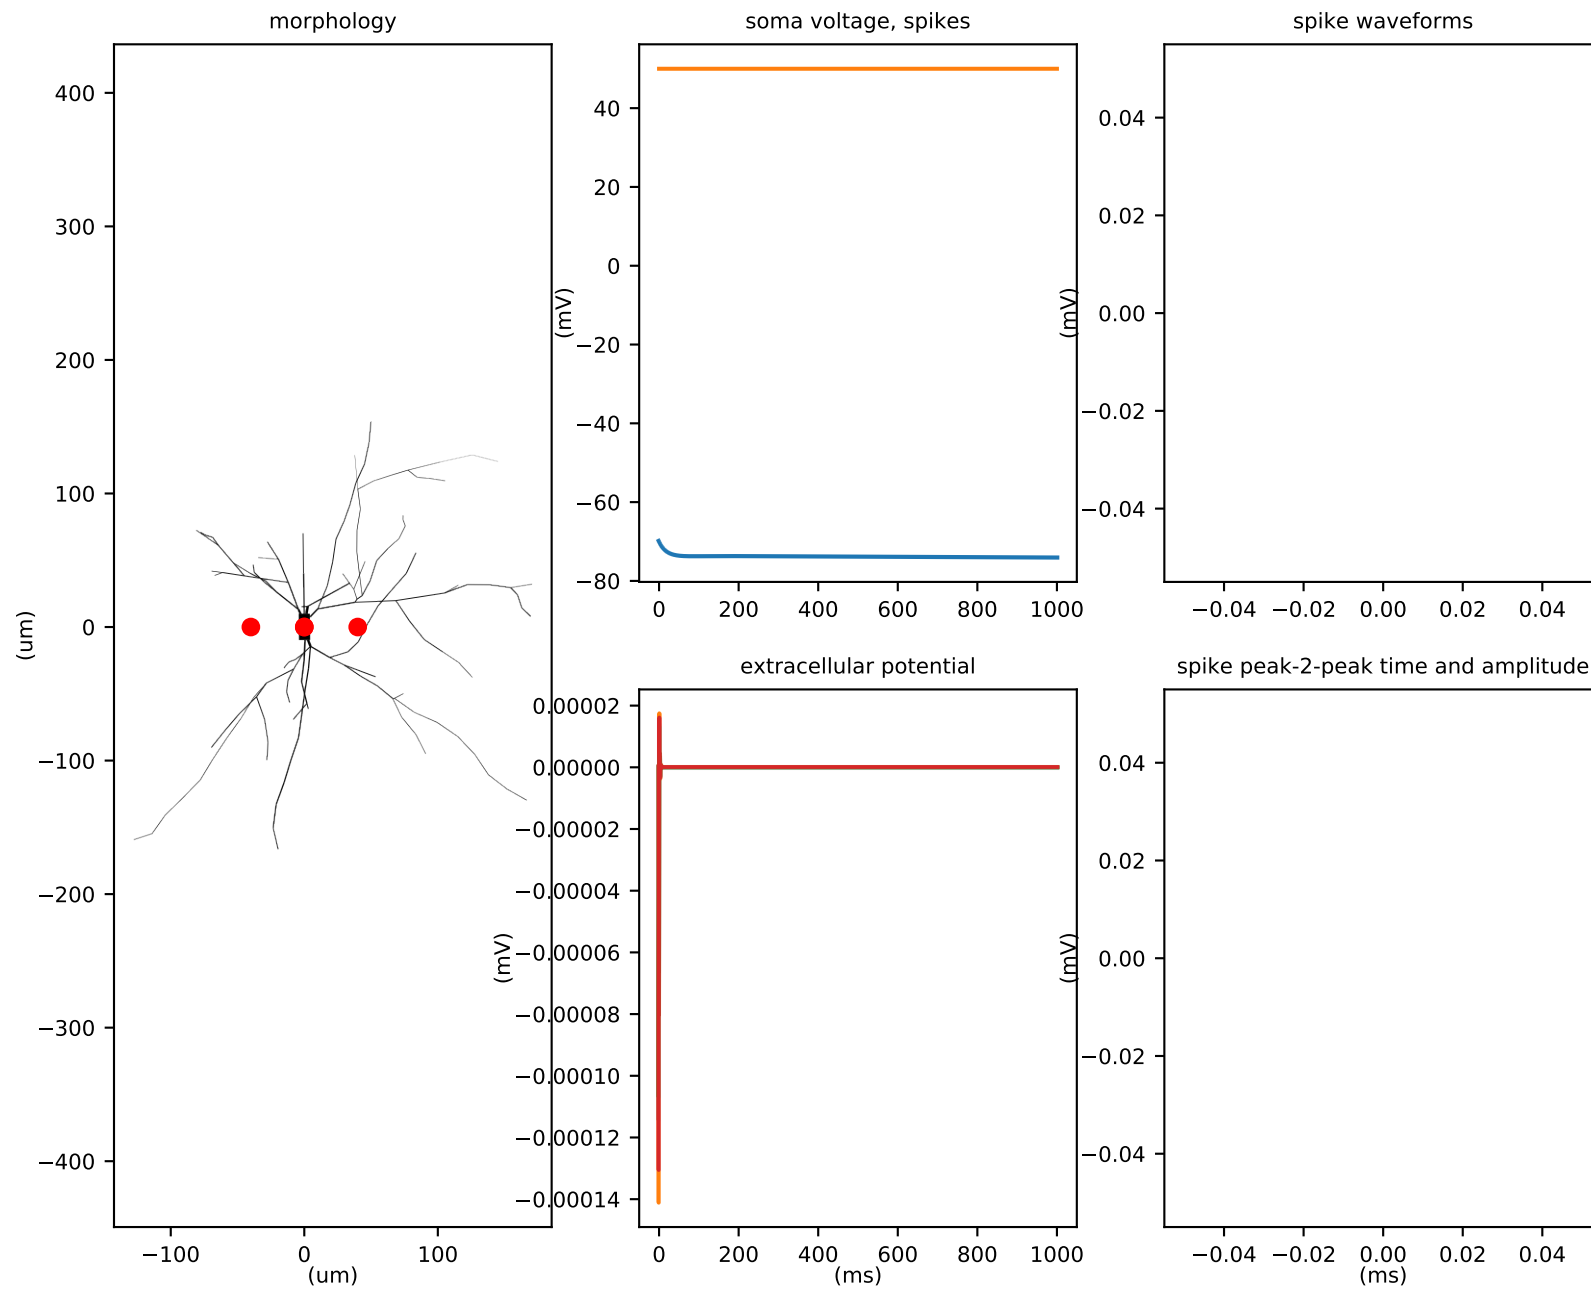 morphology
400
300
200
100
0
−100
−200
−300
−400
(um)
−100 0 100
(um)
soma voltage, spikes
40
20
0
−20
−40
−60
−80
(mV)
0 200 400 600 800 1000
spike waveforms
0.04
0.02
0.00
−0.02
−0.04
(mV)
−0.04 −0.02 0.00 0.02 0.04
extracellular potential
0.00002
0.00000
−0.00002
−0.00004
−0.00006
−0.00008
−0.00010
−0.00012
−0.00014
(mV)
0 200 400 600 800 1000
(ms)
spike peak-2-peak time and amplitude
0.04
0.02
0.00
−0.02
−0.04
(mV)
−0.04 −0.02 0.00 0.02 0.04
(ms)